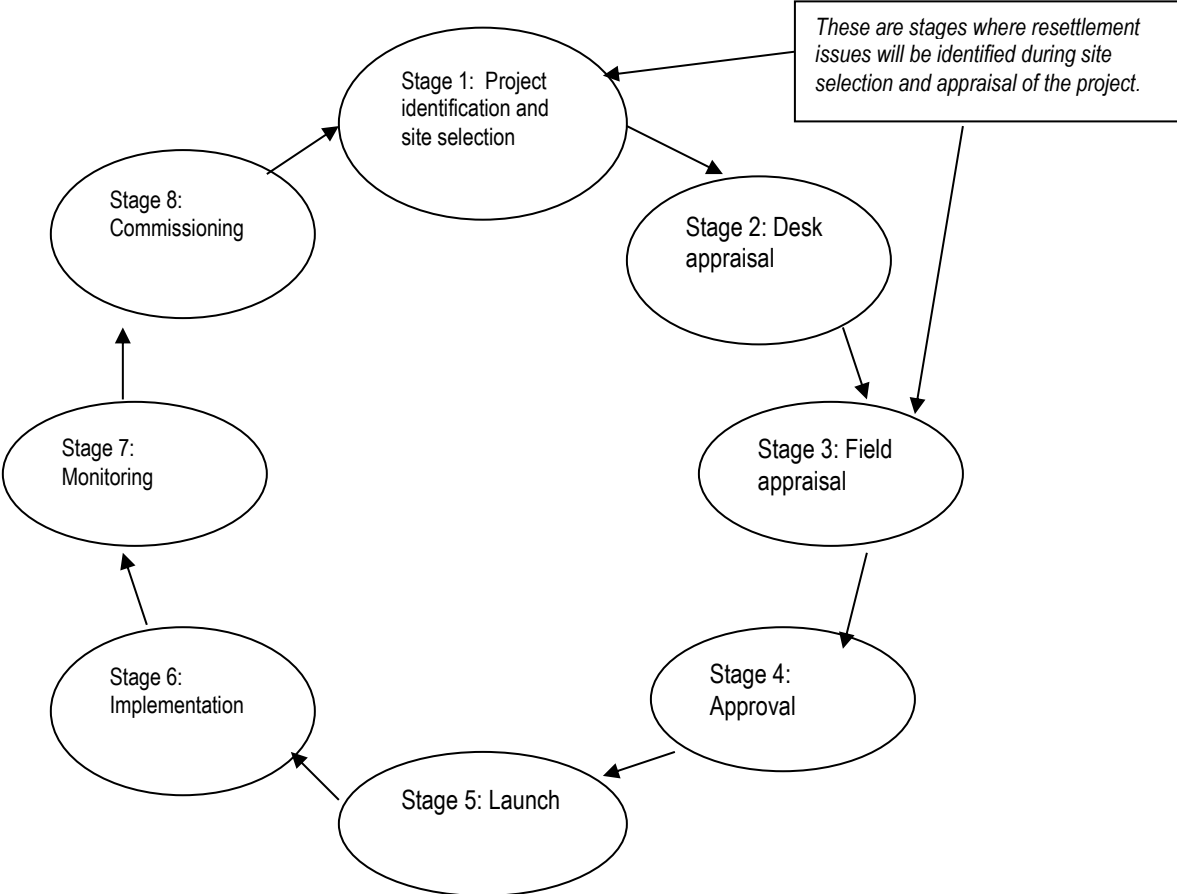 These are stages where resettlement
issues will be identified during site
selection and appraisal of the project.
Stage 1:  Project
identification and
site selection
Stage 2: Desk
appraisal
Stage 3: Field
appraisal
Stage 4:
Approval
Stage 5: Launch
Stage 6:
Implementation
Stage 7:
Monitoring
Stage 8:
Commissioning